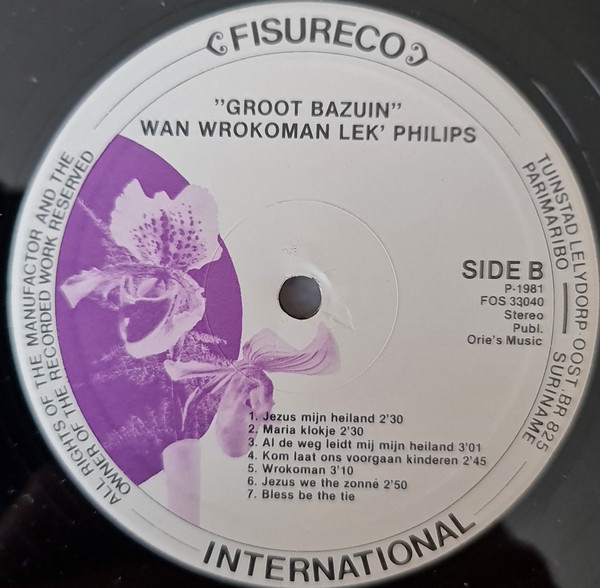 FISURECO
"GROOT BAZUIN"
WAN WROKOMAN LEK' PHILIPS
ALL RIGHTS OF THE MANUFACTOR AND THE
OWNER OF THE RECORDED WORK RESERVED
TUINSTAD LELYDORP·OOST. BR 825
PARIMARIBO — SURINAME
SIDE B
P-1981
FOS 33040
Stereo
Publ.
Orie's Music
1. Jezus mijn heiland 2'30
2. Maria klokje 2'30
3. Al de weg leidt mij mijn heiland 3'01
4. Kom laat ons voorgaan kinderen 2'45
5. Wrokoman 3'10
6. Jezus we the zonné 2'50
7. Bless be the tie
INTERNATIONAL